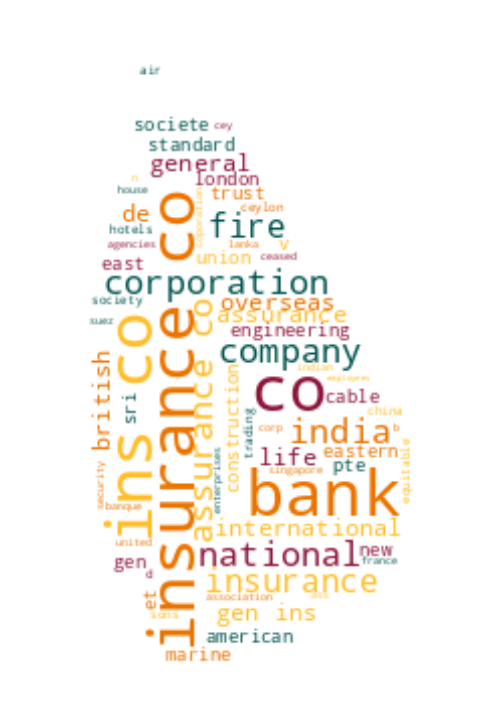 air
societe cey
standard
general
london
n
house
trust
de
ceylon
hotels
fire
corporation
agencies
lanka
v
union
ceased
east
insurance co
corporation
society
overseas
assurance
suez
engineering
ins co
company
indian
employees
co
cable
british
sri
assurance co
construction
trading
china
corp
india
b
life
eastern
singapore
pte
equitable
security
enterprises
bank
banque
international
united
national
new
gen
france
d
insurance
et
association
sons
gen ins
american
marine